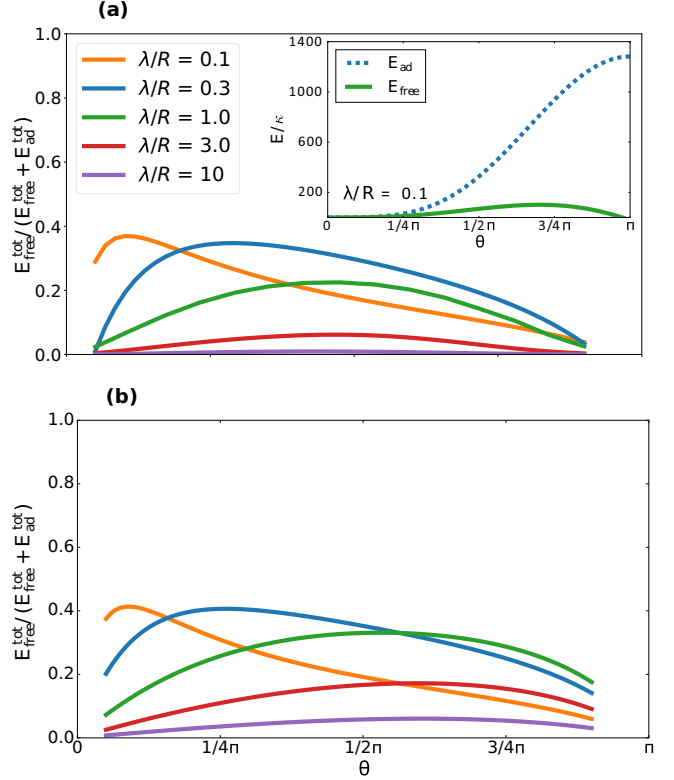 (a)
1.0
0.8
0.6
0.4
0.2
0.0
E_free^tot/(E_free^tot + E_ad^tot)
λ/R = 0.1
λ/R = 0.3
λ/R = 1.0
λ/R = 3.0
λ/R = 10
1400
1000
600
200
E/κ
E_ad
E_free
λ/R = 0.1
0 1/4π 1/2π 3/4π π
θ
(b)
1.0
0.8
0.6
0.4
0.2
0.0
E_free^tot/(E_free^tot + E_ad^tot)
0 1/4π 1/2π 3/4π π
θ